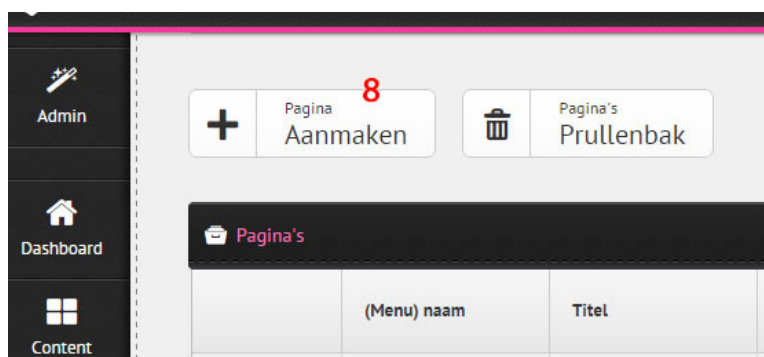 Admin
8
Pagina
Aanmaken
Pagina's
Prullenbak
Dashboard
Pagina's
(Menu) naam
Titel
Content